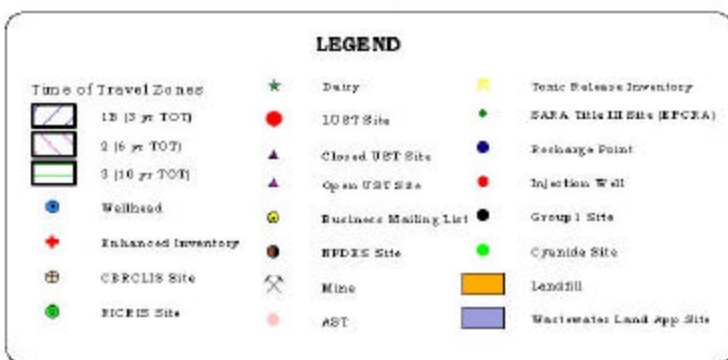 LEGEND
Time of Travel Zones
1B (3 yr TOT)
2 (6 yr TOT)
3 (10 yr TOT)
Wellhead
Enhanced Inventory
CERCLIS Site
RICRIS Site
Dairy
LUST Site
Closed UST Site
Open UST Site
Business Mailing List
NPDES Site
Mine
AST
Toxic Release Inventory
SARA Title III Site (EPCRA)
Recharge Point
Injection Well
Group 1 Site
Cyanide Site
Landfill
Wastewater Land App Site